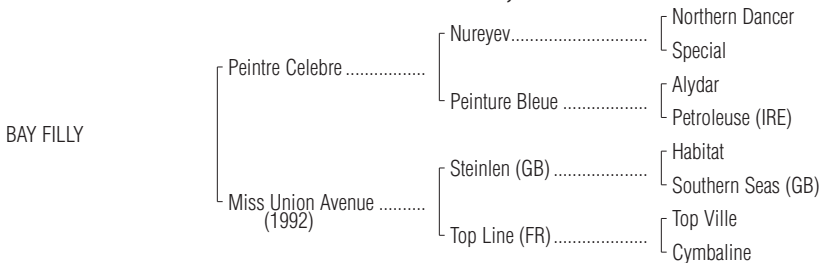 Northern Dancer
Nureyev..............................
Special
Peintre Celebre .................
Alydar
Peinture Bleue ..................
Petroleuse (IRE)
BAY FILLY
Habitat
Steinlen (GB) ....................
Southern Seas (GB)
Miss Union Avenue ..........
(1992)
Top Ville
Top Line (FR)....................
Cymbaline